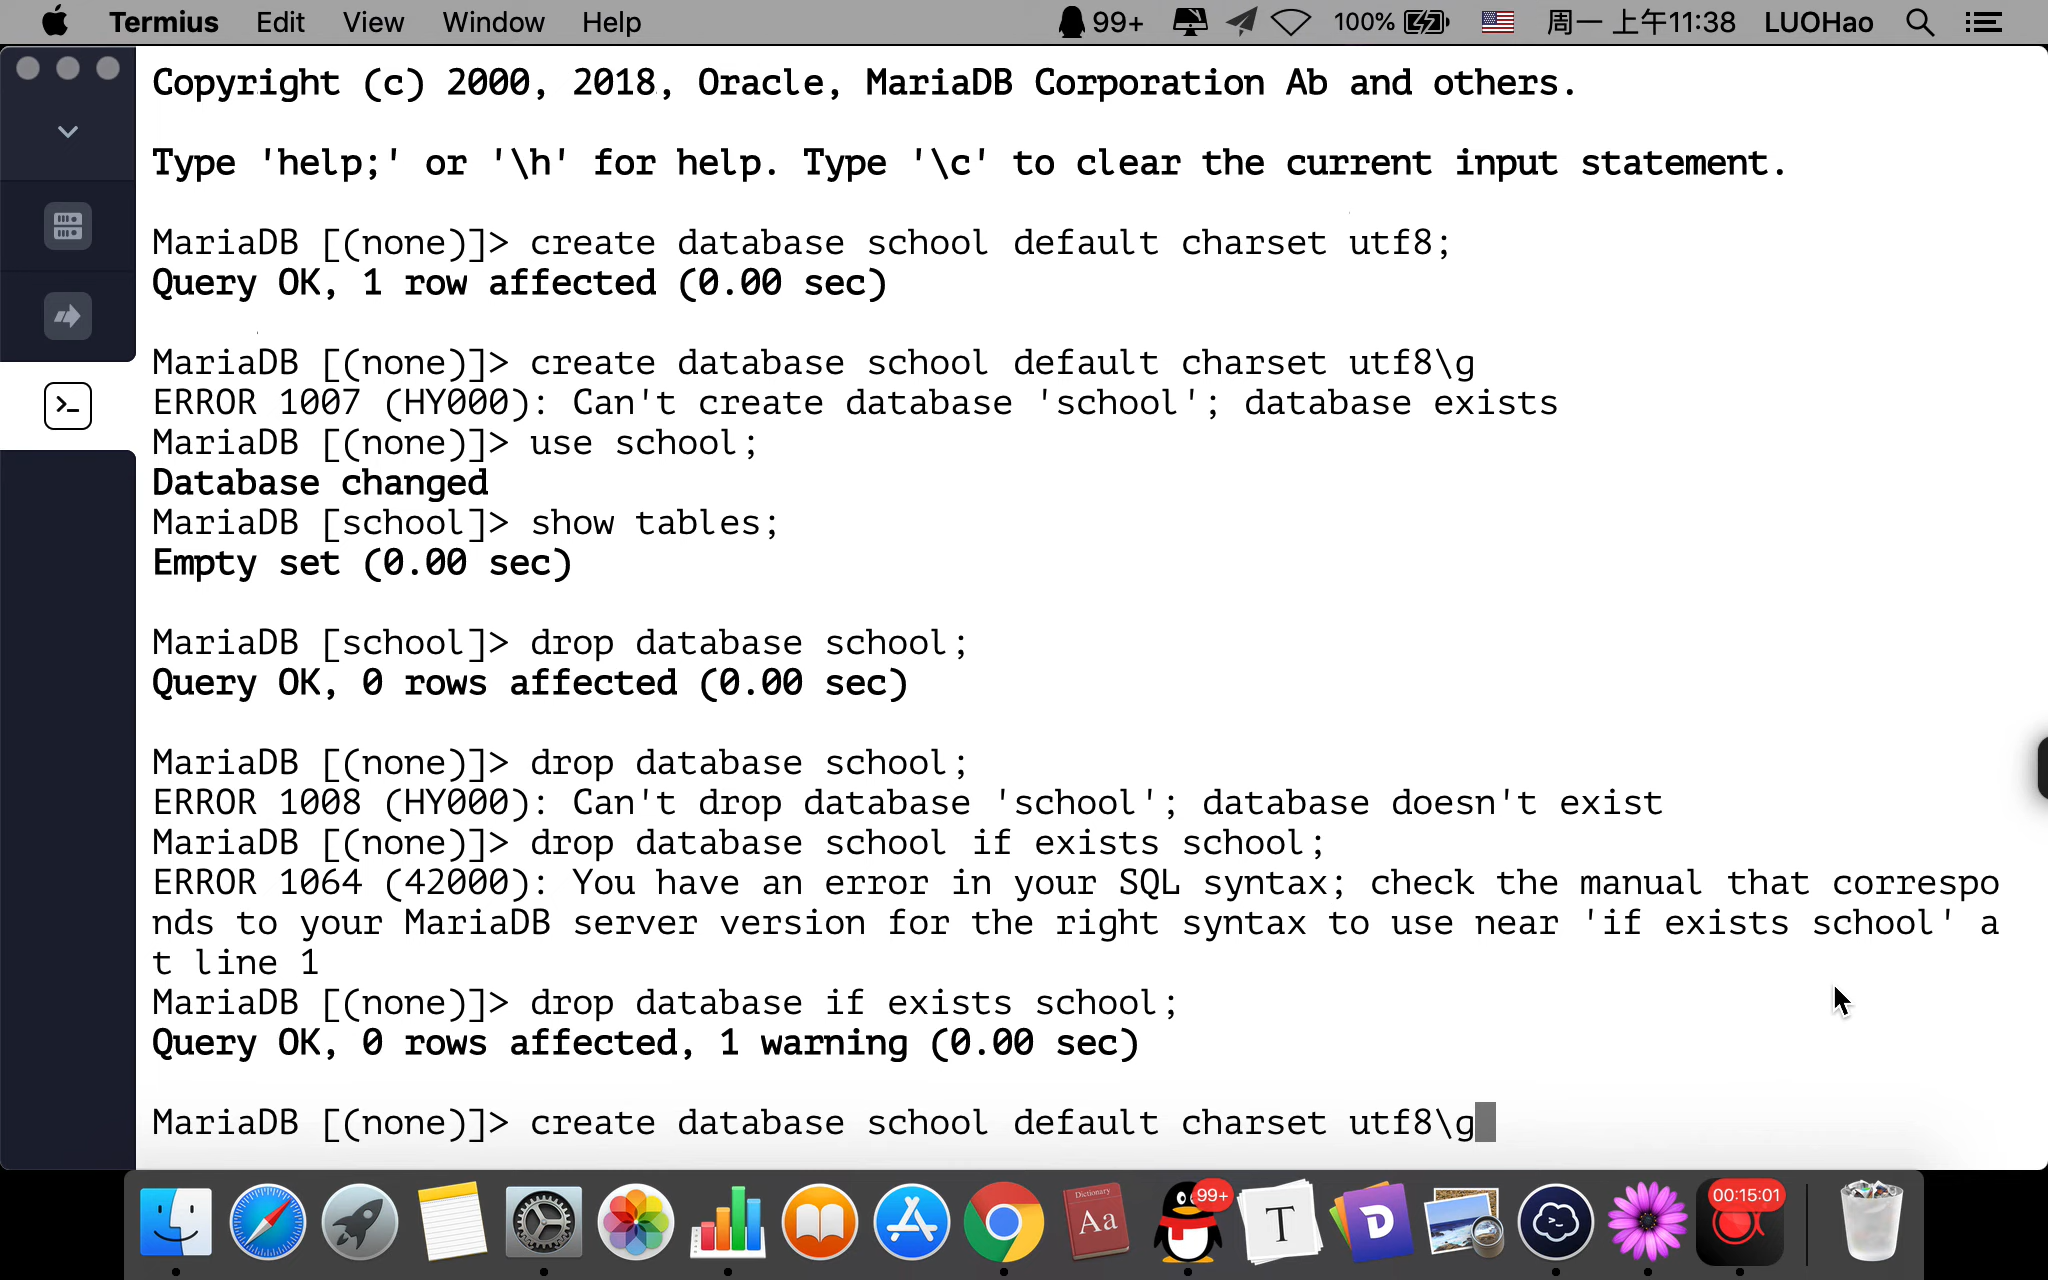 Termius Edit View Window Help 99+ 100% 周一 上午11:38 LUOHao
Copyright (c) 2000, 2018, Oracle, MariaDB Corporation Ab and others.
Type 'help;' or '\h' for help. Type '\c' to clear the current input statement.
MariaDB [(none)]> create database school default charset utf8;
Query OK, 1 row affected (0.00 sec)
MariaDB [(none)]> create database school default charset utf8\g
ERROR 1007 (HY000): Can't create database 'school'; database exists
MariaDB [(none)]> use school;
Database changed
MariaDB [school]> show tables;
Empty set (0.00 sec)
MariaDB [school]> drop database school;
Query OK, 0 rows affected (0.00 sec)
MariaDB [(none)]> drop database school;
ERROR 1008 (HY000): Can't drop database 'school'; database doesn't exist
MariaDB [(none)]> drop database school if exists school;
ERROR 1064 (42000): You have an error in your SQL syntax; check the manual that correspo
nds to your MariaDB server version for the right syntax to use near 'if exists school' a
t line 1
MariaDB [(none)]> drop database if exists school;
Query OK, 0 rows affected, 1 warning (0.00 sec)
MariaDB [(none)]> create database school default charset utf8\g
Dictionary
Aa
99+
T
D
00:15:01